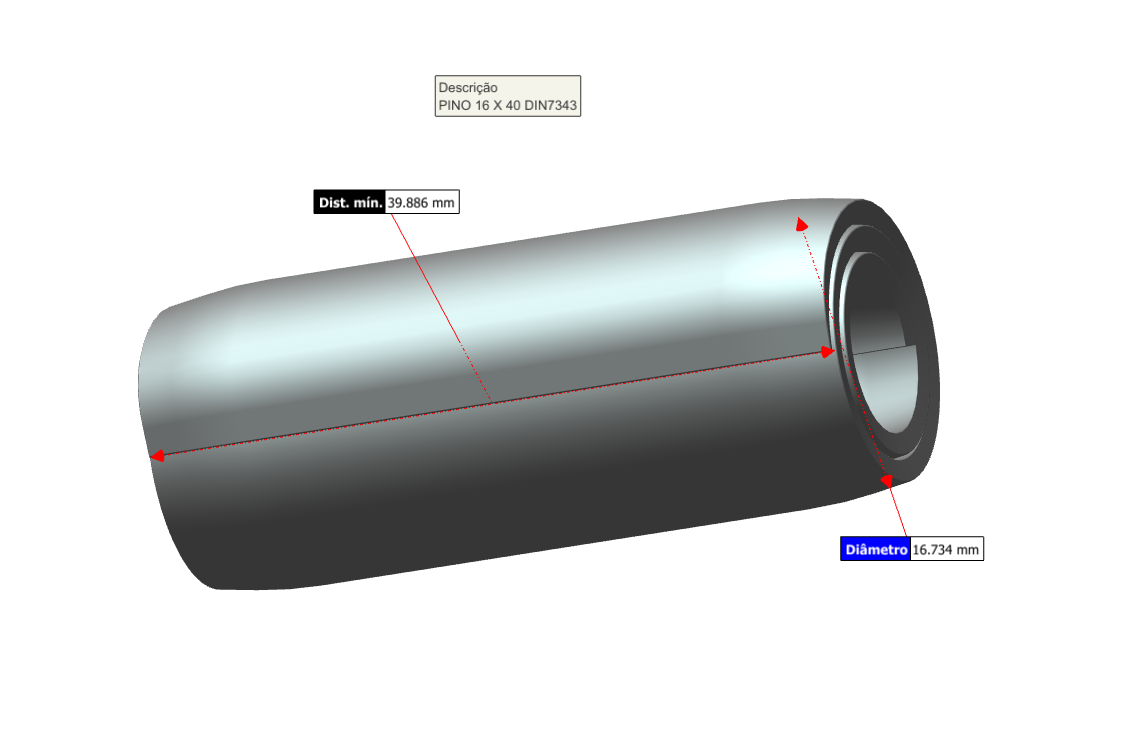 Descrição
PINO 16 X 40 DIN7343
Dist. mín. 39.886 mm
Diâmetro 16.734 mm